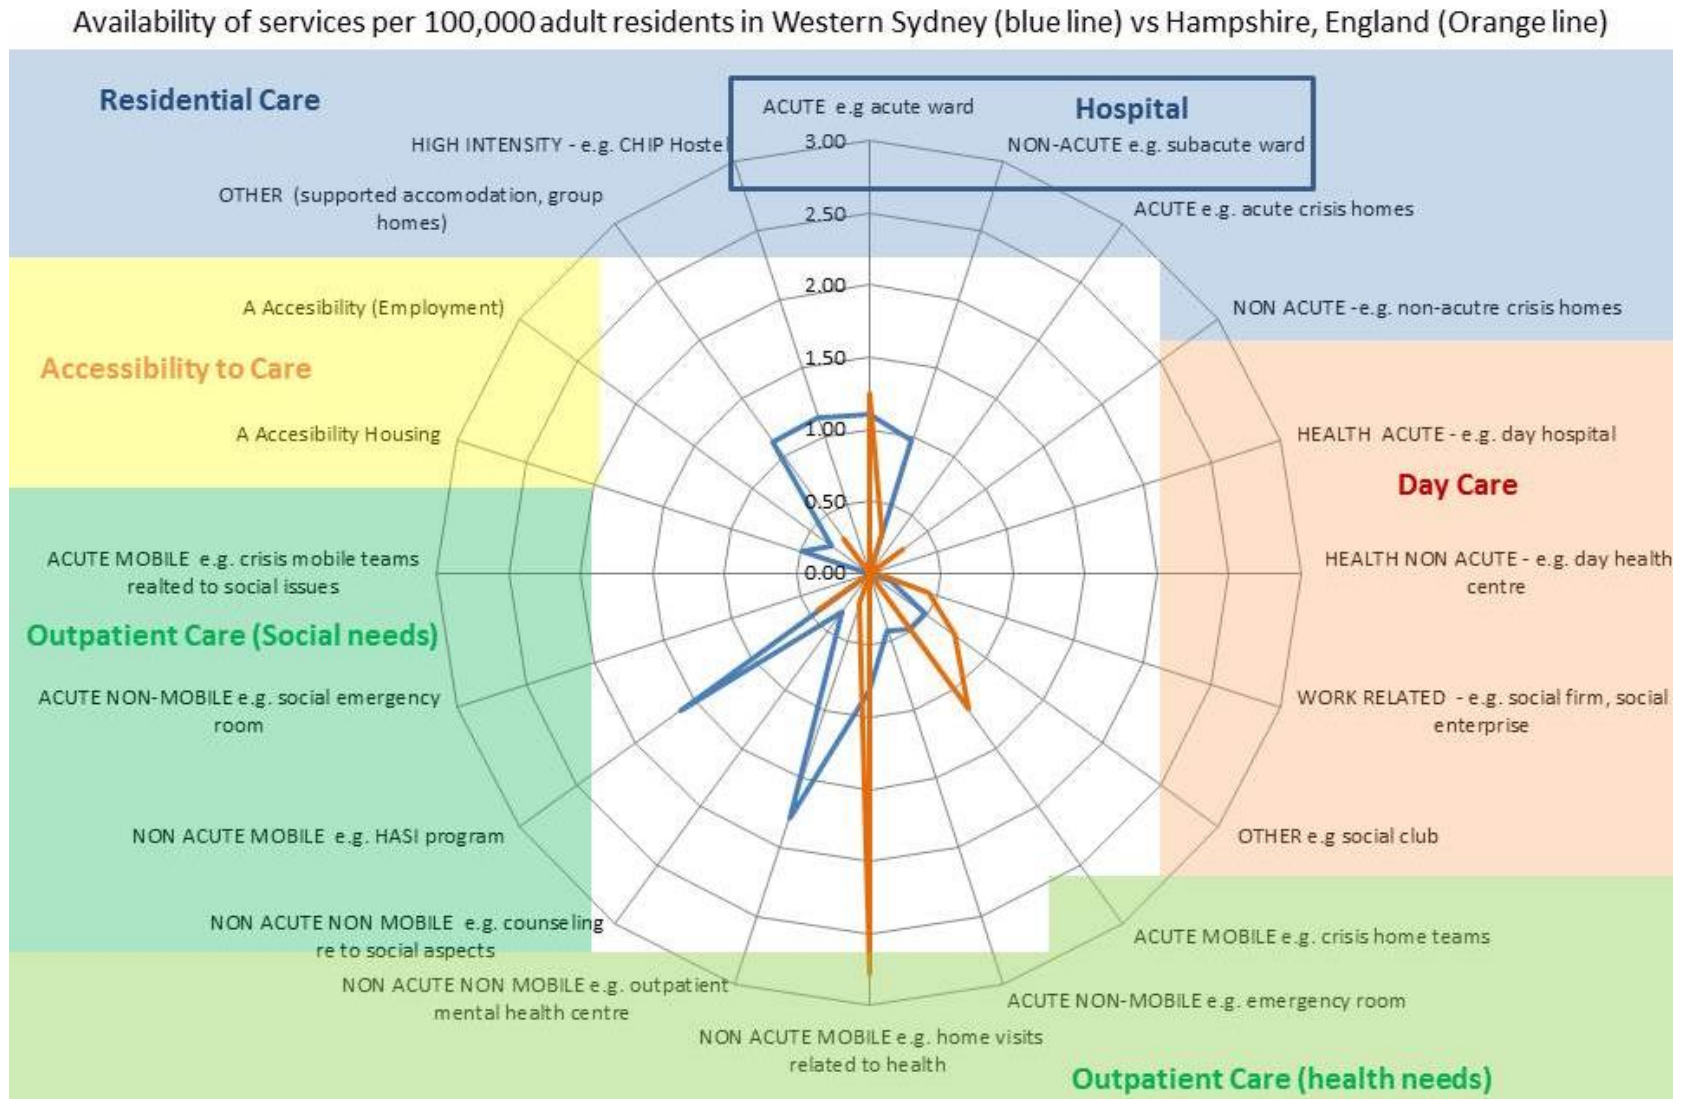 Availability of services per 100,000 adult residents in Western Sydney (blue line) vs Hampshire, England (Orange line)
Residential Care
ACUTE e.g acute ward
Hospital
HIGH INTENSITY - e.g. CHIP Hostel
3.00
NON-ACUTE e.g. subacute ward
OTHER (supported accomodation, group
homes)
2.50
ACUTE e.g. acute crisis homes
2.00
A Accesibility (Employment)
NON ACUTE -e.g. non-acutre crisis homes
1.50
Accessibility to Care
1.00
A Accesibility Housing
HEALTH ACUTE - e.g. day hospital
Day Care
0.50
ACUTE MOBILE e.g. crisis mobile teams
realted to social issues
0.00
HEALTH NON ACUTE - e.g. day health
centre
Outpatient Care (Social needs)
ACUTE NON-MOBILE e.g. social emergency
room
WORK RELATED - e.g. social firm, social
enterprise
NON ACUTE MOBILE e.g. HASI program
OTHER e.g social club
NON ACUTE NON MOBILE e.g. counseling
re to social aspects
ACUTE MOBILE e.g. crisis home teams
NON ACUTE NON MOBILE e.g. outpatient
mental health centre
ACUTE NON-MOBILE e.g. emergency room
NON ACUTE MOBILE e.g. home visits
related to health
Outpatient Care (health needs)